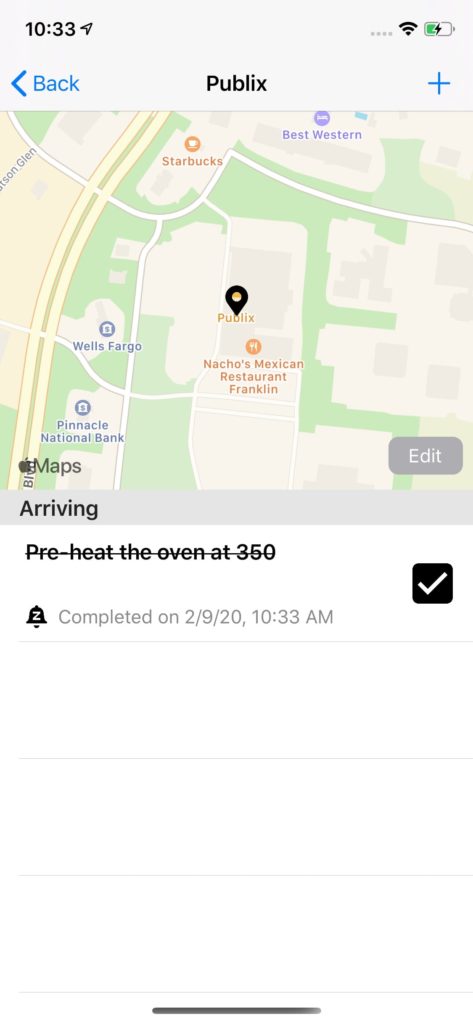 10:33
Back
Publix
Best Western
Starbucks
tson Glen
Publix
Wells Fargo
Nacho's Mexican
Restaurant
Franklin
Pinnacle
National Bank
Maps
Edit
Arriving
Pre-heat the oven at 350
Completed on 2/9/20, 10:33 AM